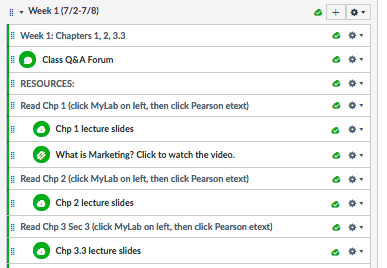 Week 1 (7/2-7/8)
Week 1: Chapters 1, 2, 3.3
Class Q&A Forum
RESOURCES:
Read Chp 1 (click MyLab on left, then click Pearson etext)
Chp 1 lecture slides
What is Marketing? Click to watch the video.
Read Chp 2 (click MyLab on left, then click Pearson etext)
Chp 2 lecture slides
Read Chp 3 Sec 3 (click MyLab on left, then click Pearson etext)
Chp 3.3 lecture slides